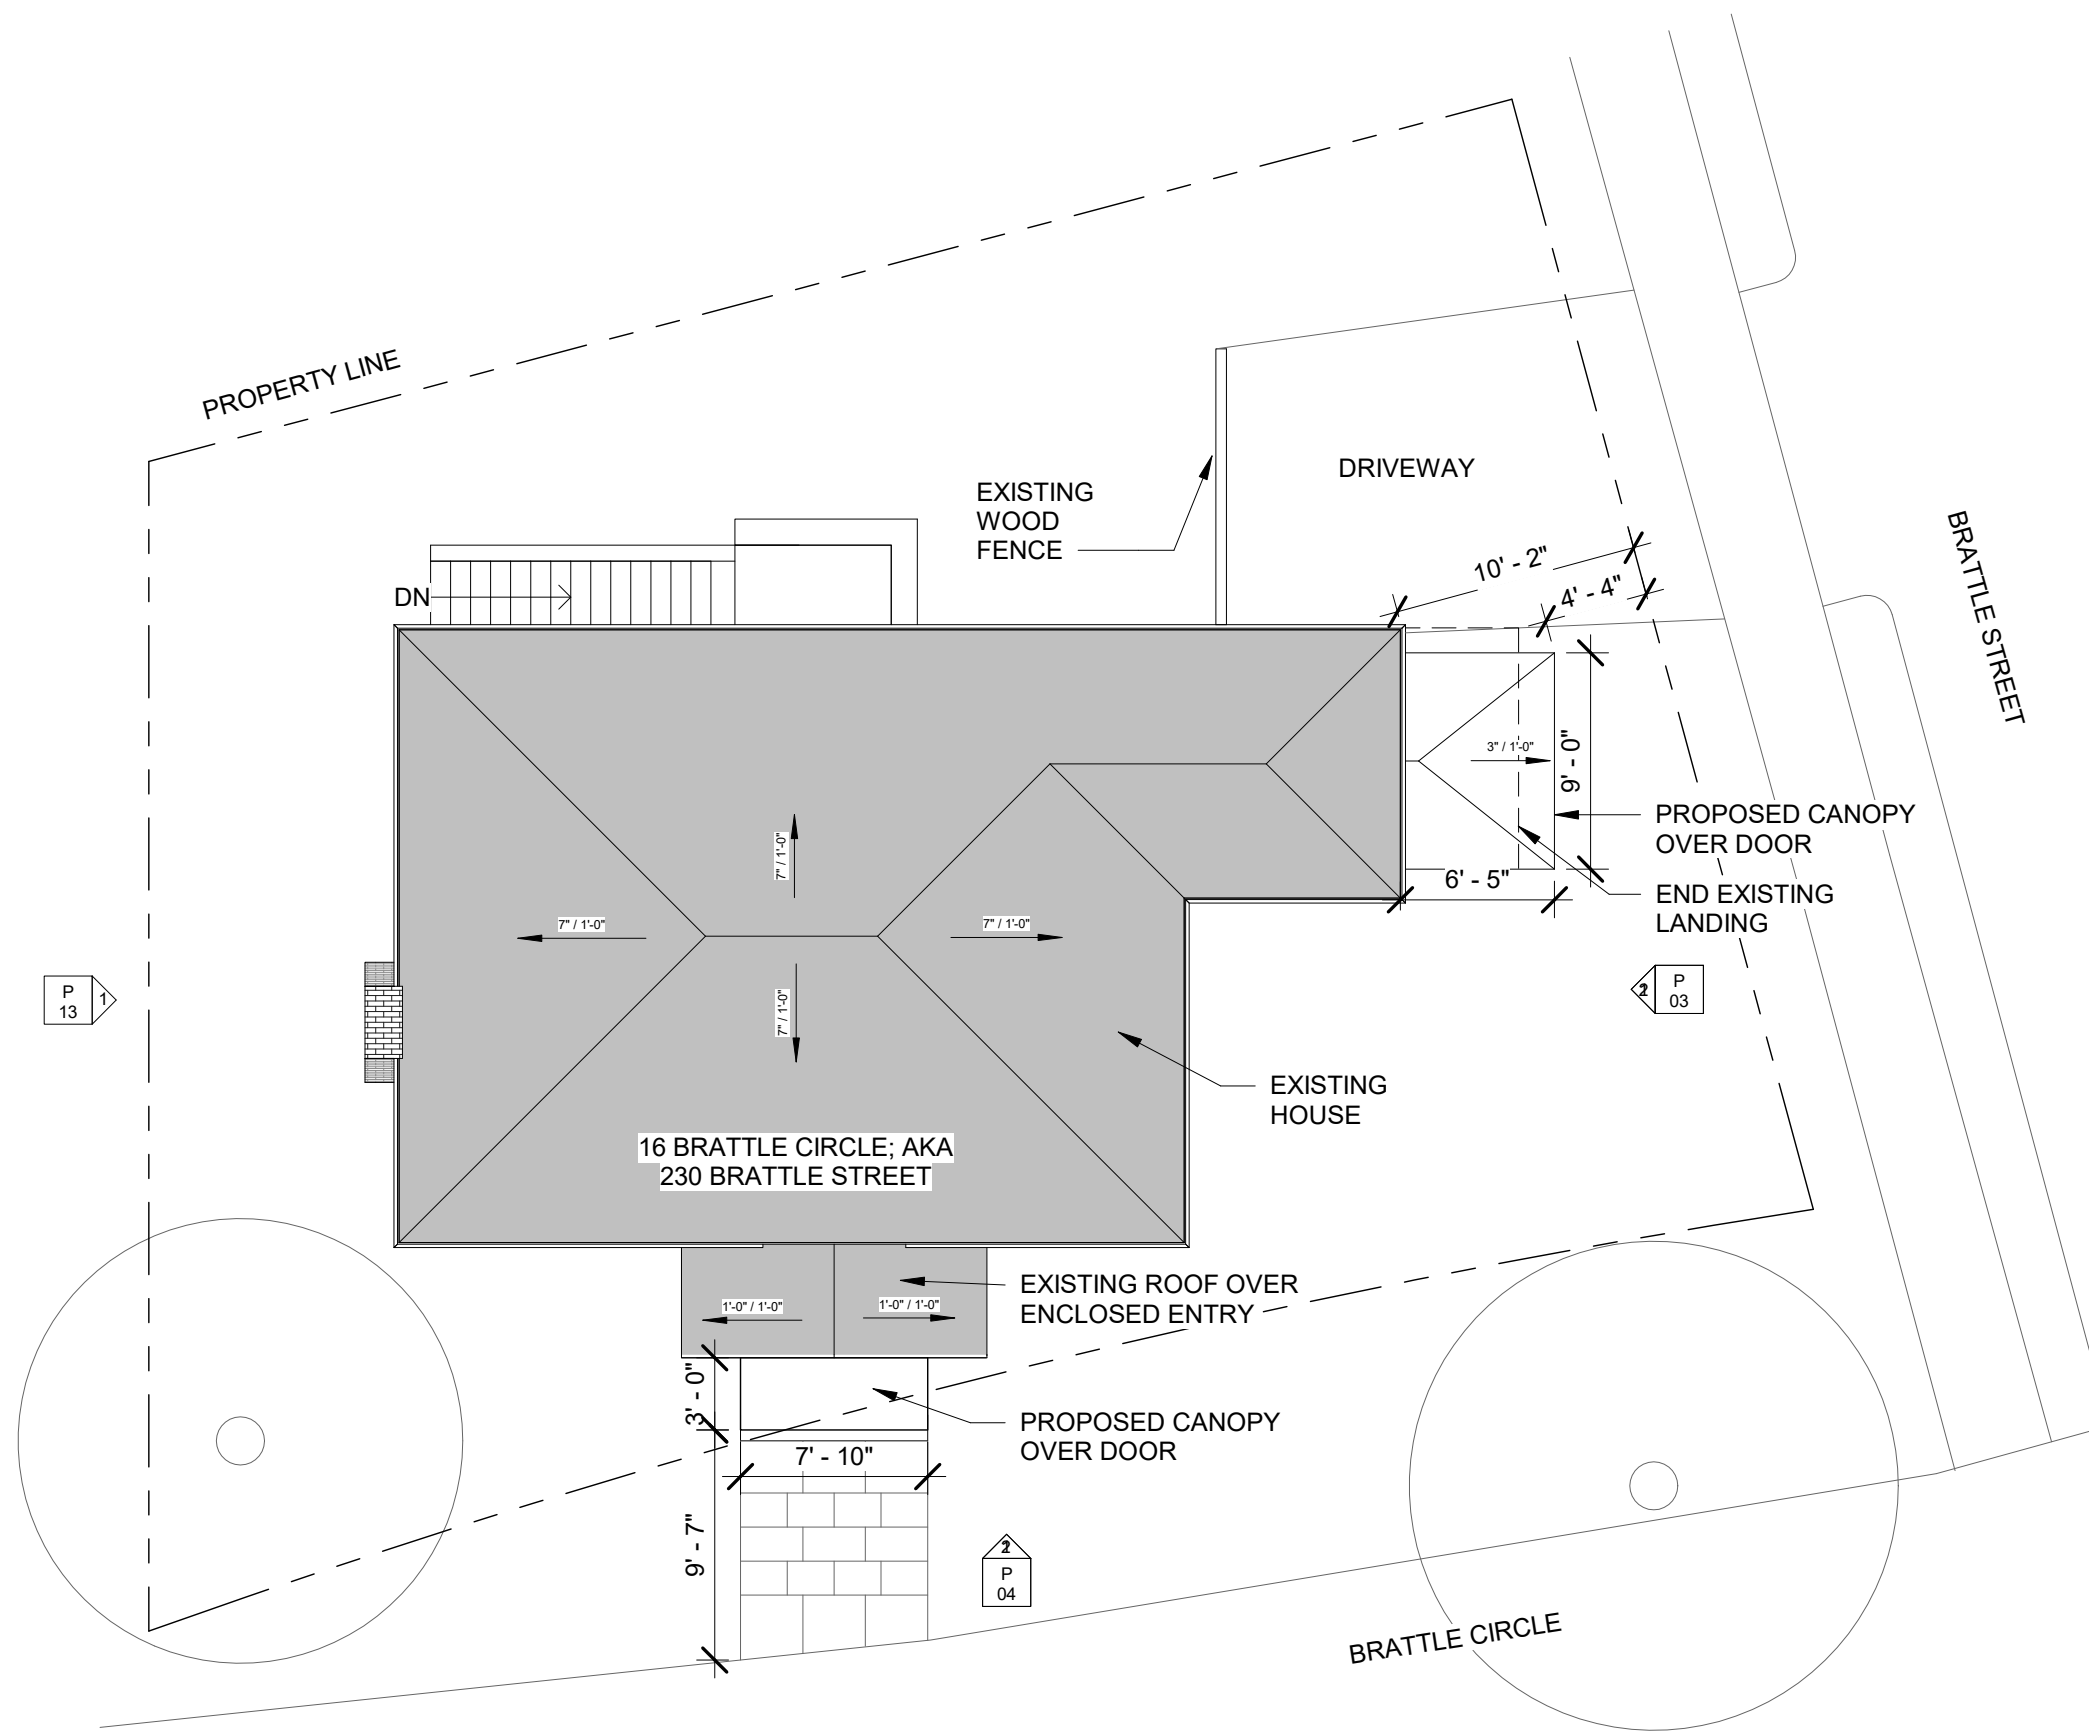 PROPERTY LINE
EXISTING
WOOD
FENCE
DRIVEWAY
BRATTLE STREET
10' - 2"
4' - 4"
DN
3" / 1'-0"
9' - 0"
PROPOSED CANOPY
OVER DOOR
6' - 5"
END EXISTING
LANDING
7" / 1'-0"
7" / 1'-0"
7" / 1'-0"
7" / 1'-0"
P
13
1
P
03
EXISTING
HOUSE
16 BRATTLE CIRCLE; AKA
230 BRATTLE STREET
EXISTING ROOF OVER
ENCLOSED ENTRY
1'-0" / 1'-0"
1'-0" / 1'-0"
3' - 0"
PROPOSED CANOPY
OVER DOOR
7' - 10"
9' - 7"
P
04
BRATTLE CIRCLE